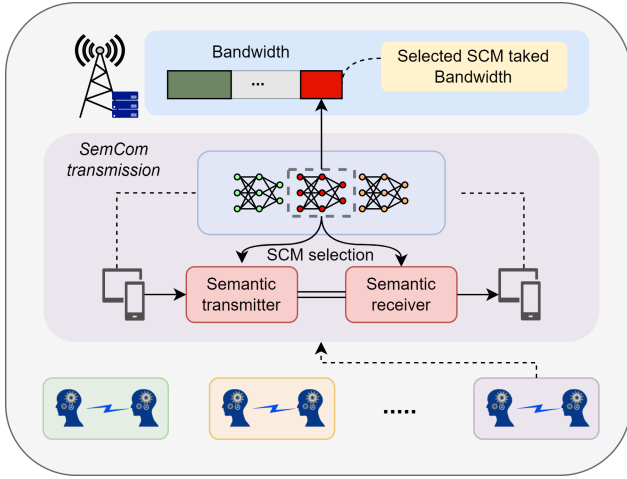 Bandwidth
...
Selected SCM taked
Bandwidth
SemCom
transmission
SCM selection
Semantic
transmitter
Semantic
receiver
.....